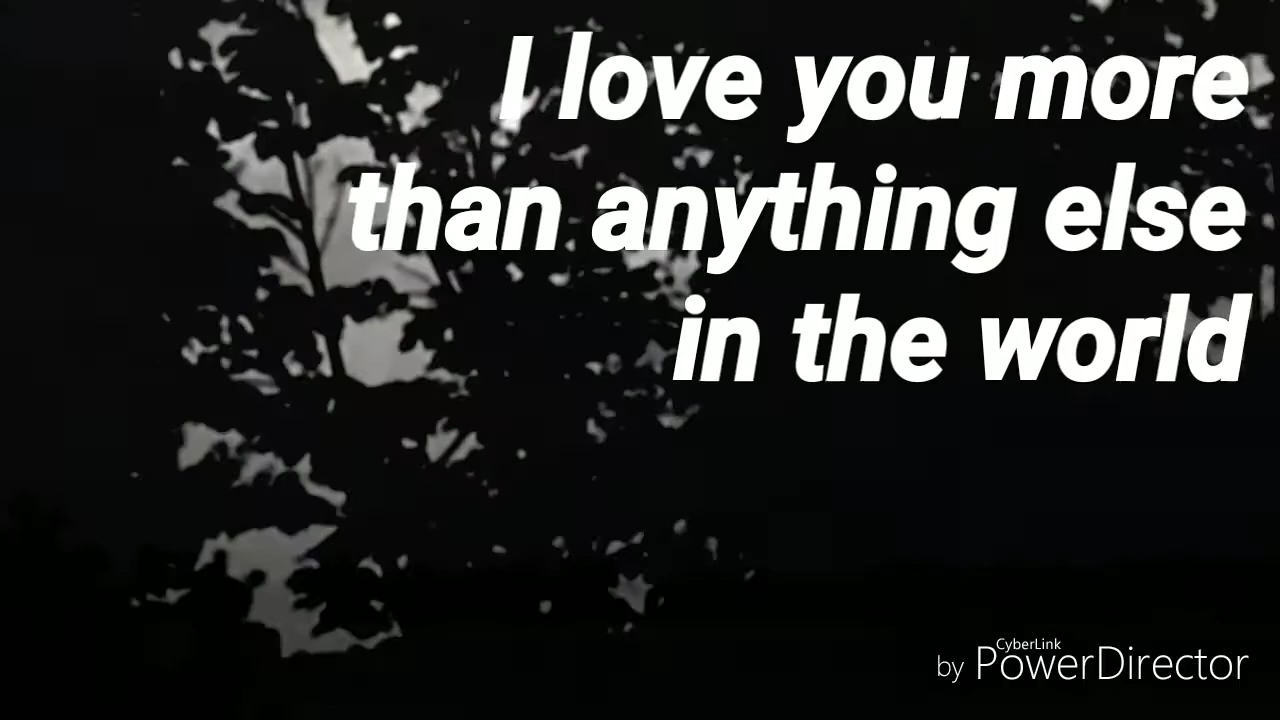 I love you more
than anything else
in the world
CyberLink
by PowerDirector